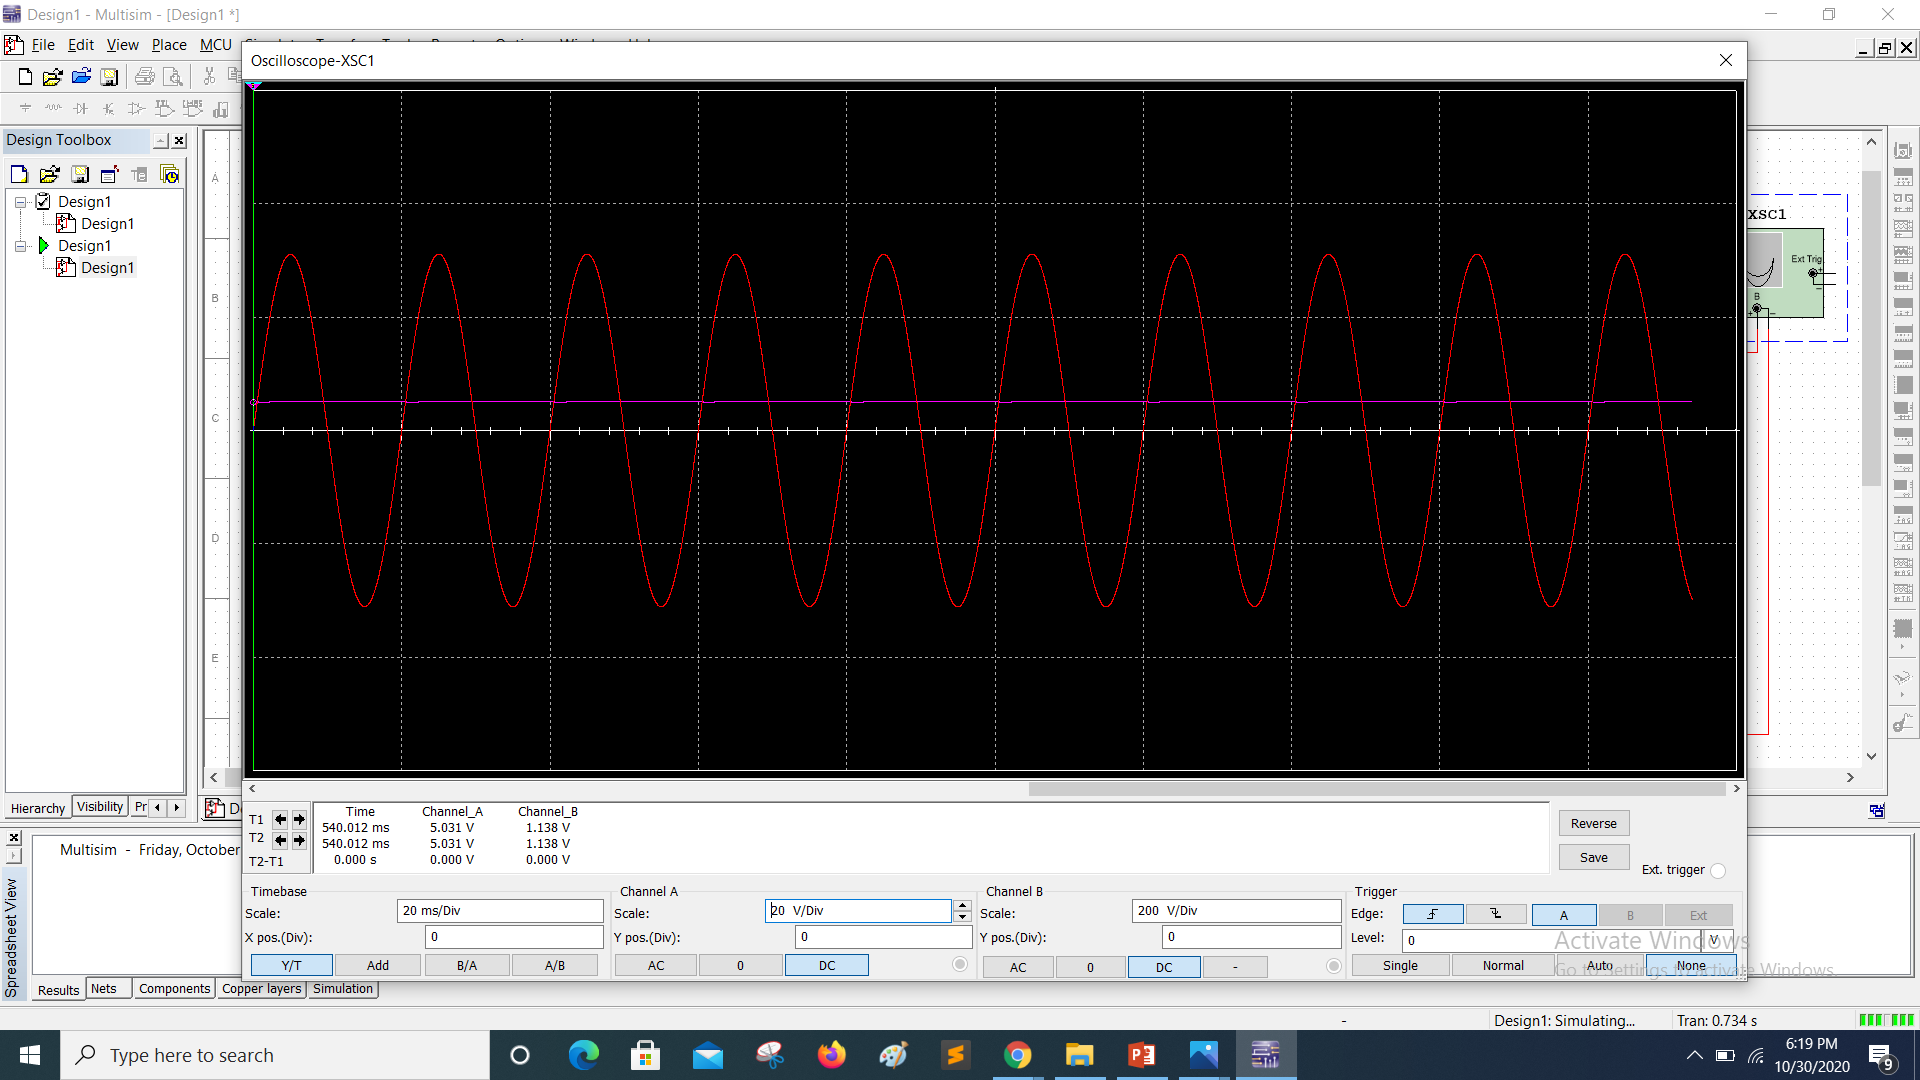 Design1 - Multisim - [Design1 *]
File Edit View Place MCU
Oscilloscope-XSC1
Design Toolbox
Design1
Design1
Design1
Design1
A
B
C
D
E
XSC1
Ext Trig
B
Hierarchy Visibility Pr
Time Channel_A Channel_B
T1 540.012 ms 5.031 V 1.138 V
T2 540.012 ms 5.031 V 1.138 V
T2-T1 0.000 s 0.000 V 0.000 V
Reverse
Save
Ext. trigger
Timebase
Scale: 20 ms/Div
X pos.(Div): 0
Y/T Add B/A A/B
Channel A
Scale: 20 V/Div
Y pos.(Div): 0
AC 0 DC
Channel B
Scale: 200 V/Div
Y pos.(Div): 0
AC 0 DC -
Trigger
Edge: A B Ext
Level: 0 V
Single Normal Auto None
Activate Windows
Go to Settings to activate Windows.
Multisim - Friday, October
Spreadsheet View
Results Nets Components Copper layers Simulation
- Design1: Simulating... Tran: 0.734 s
Type here to search
6:19 PM
10/30/2020
9